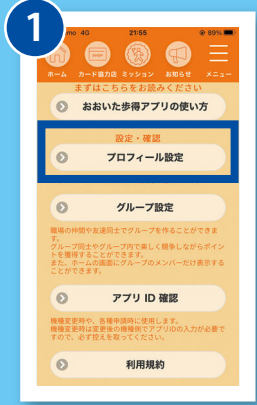 1
mo 4G 21:55 @ 89%
ホーム カード協力店 ミッション お知らせ メニュー
まずはこちらをお読みください
おおいた歩得アプリの使い方
設定・確認
プロフィール設定
グループ設定
職場の仲間や友達同士でグループを作ることができま
す。
グループ同士やグループ内で楽しく競争しながらポイン
トを獲得することができます。
また、ホームの画面にグループのメンバーだけ表示する
ことができます。
アプリ ID 確認
機種変更時や、各種申請時に使用します。
機種変更時は変更後の機種側でアプリIDの入力が必要で
すので、必ず控えを取ってください。
利用規約